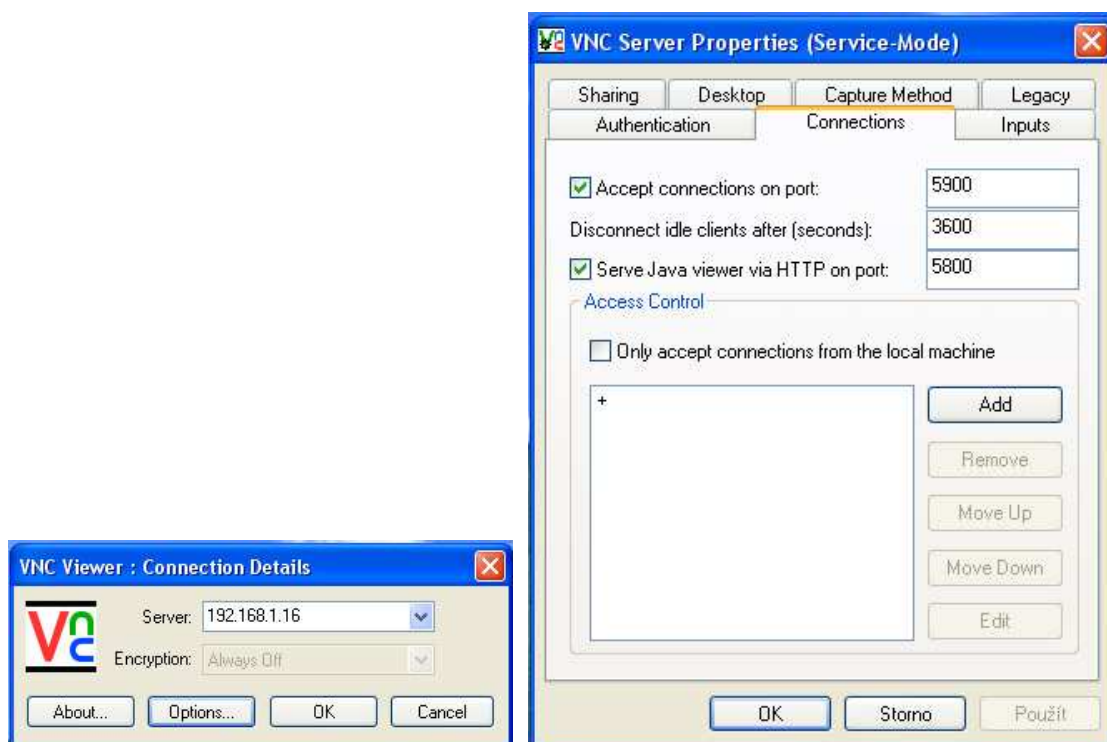 VNC Server Properties (Service-Mode)
Sharing Desktop Capture Method Legacy
Authentication Connections Inputs
Accept connections on port: 5900
Disconnect idle clients after (seconds): 3600
Serve Java viewer via HTTP on port: 5800
Access Control
Only accept connections from the local machine
+
Add
Remove
Move Up
Move Down
Edit
OK Storno Použít
VNC Viewer : Connection Details
VNC
Server: 192.168.1.16
Encryption: Always Off
About... Options... OK Cancel